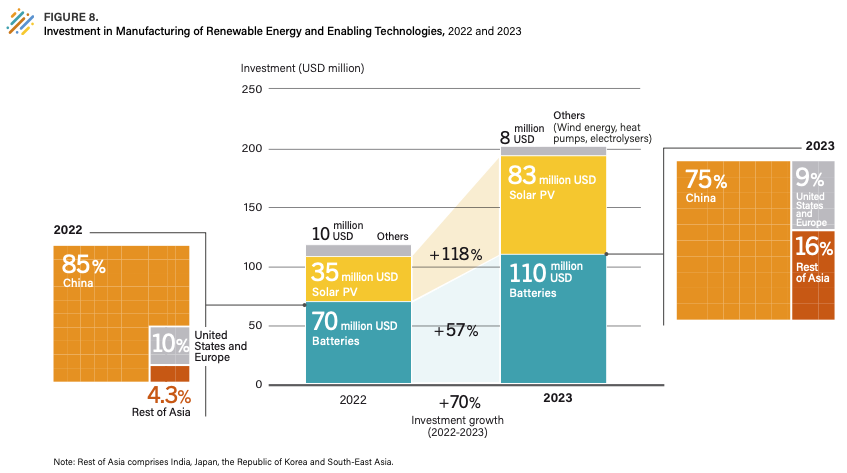 FIGURE 8.
Investment in Manufacturing of Renewable Energy and Enabling Technologies, 2022 and 2023
Investment (USD million)
250
200
150
100
50
0
2022
85%
China
10%
United
States and
Europe
4.3%
Rest of Asia
10 million
USD
Others
35 million USD
Solar PV
70 million USD
Batteries
2022
+118%
+57%
+70%
Investment growth
(2022-2023)
8 million
USD
Others
(Wind energy, heat
pumps, electrolysers)
83 million USD
Solar PV
110 million
USD
Batteries
2023
2023
75%
China
9%
United
States
and
Europe
16%
Rest
of Asia
Note: Rest of Asia comprises India, Japan, the Republic of Korea and South-East Asia.